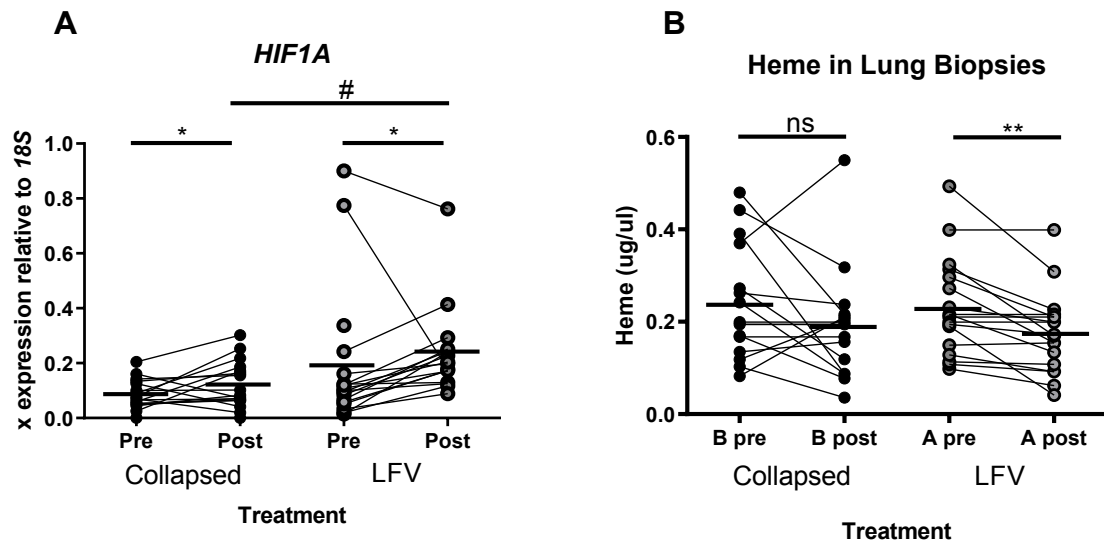 A
HIF1A
#
* *
x expression relative to 18S
1.0
0.8
0.6
0.4
0.2
0.0
Pre Post Pre Post
Collapsed LFV
Treatment
B
Heme in Lung Biopsies
ns **
Heme (ug/ul)
0.6
0.4
0.2
0.0
B pre B post A pre A post
Collapsed LFV
Treatment